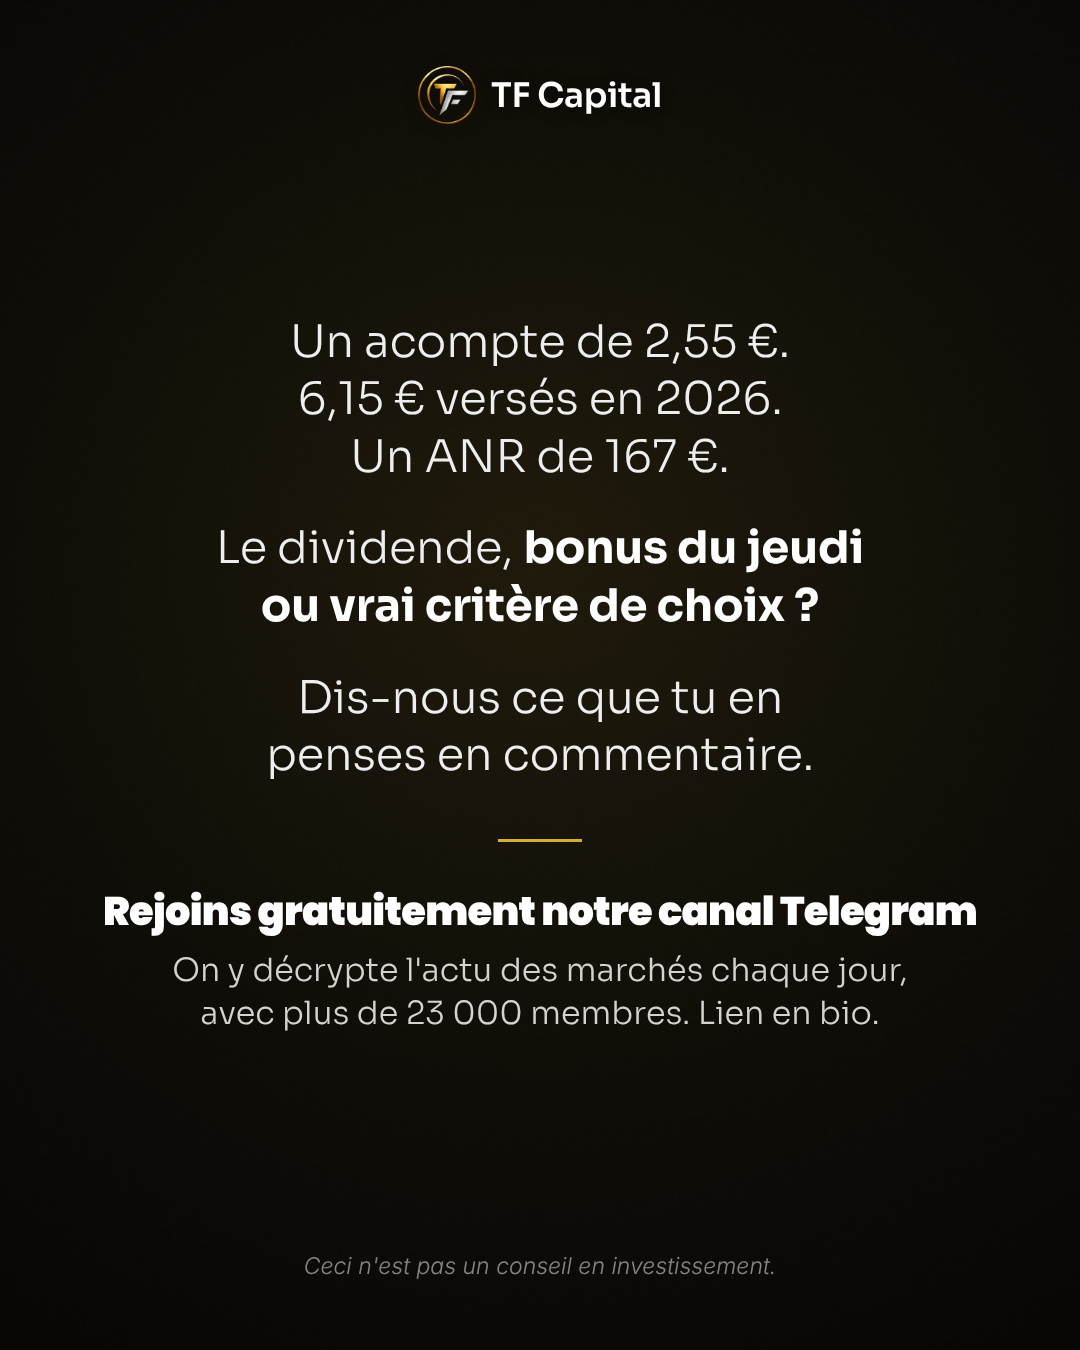 TF Capital
Un acompte de 2,55 €.
6,15 € versés en 2026.
Un ANR de 167 €.
Le dividende, bonus du jeudi
ou vrai critère de choix ?
Dis-nous ce que tu en
penses en commentaire.
Rejoins gratuitement notre canal Telegram
On y décrypte l'actu des marchés chaque jour,
avec plus de 23 000 membres. Lien en bio.
Ceci n'est pas un conseil en investissement.